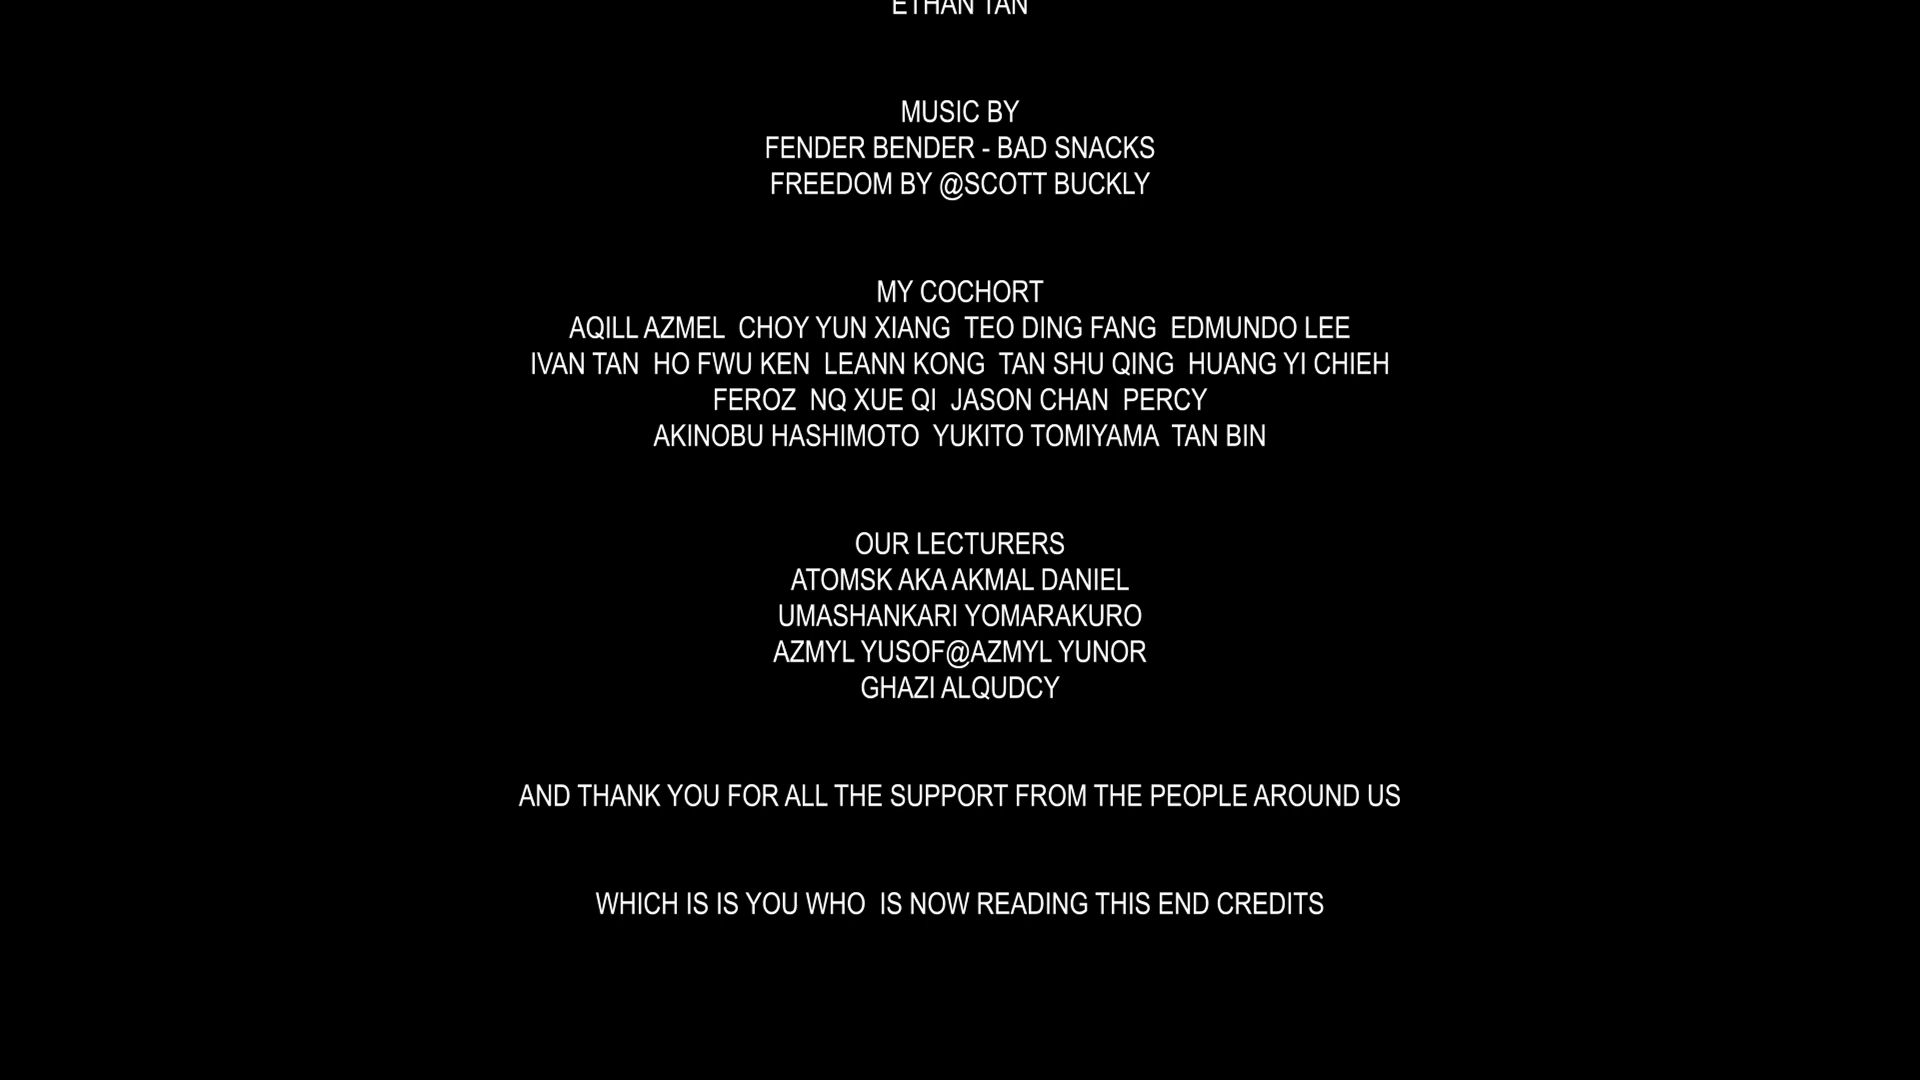 ETHAN TAN
MUSIC BY
FENDER BENDER - BAD SNACKS
FREEDOM BY @SCOTT BUCKLY
MY COCHORT
AQILL AZMEL  CHOY YUN XIANG  TEO DING FANG  EDMUNDO LEE
IVAN TAN  HO FWU KEN  LEANN KONG  TAN SHU QING  HUANG YI CHIEH
FEROZ  NQ XUE QI  JASON CHAN  PERCY
AKINOBU HASHIMOTO  YUKITO TOMIYAMA  TAN BIN
OUR LECTURERS
ATOMSK AKA AKMAL DANIEL
UMASHANKARI YOMARAKURO
AZMYL YUSOF@AZMYL YUNOR
GHAZI ALQUDCY
AND THANK YOU FOR ALL THE SUPPORT FROM THE PEOPLE AROUND US
WHICH IS IS YOU WHO  IS NOW READING THIS END CREDITS